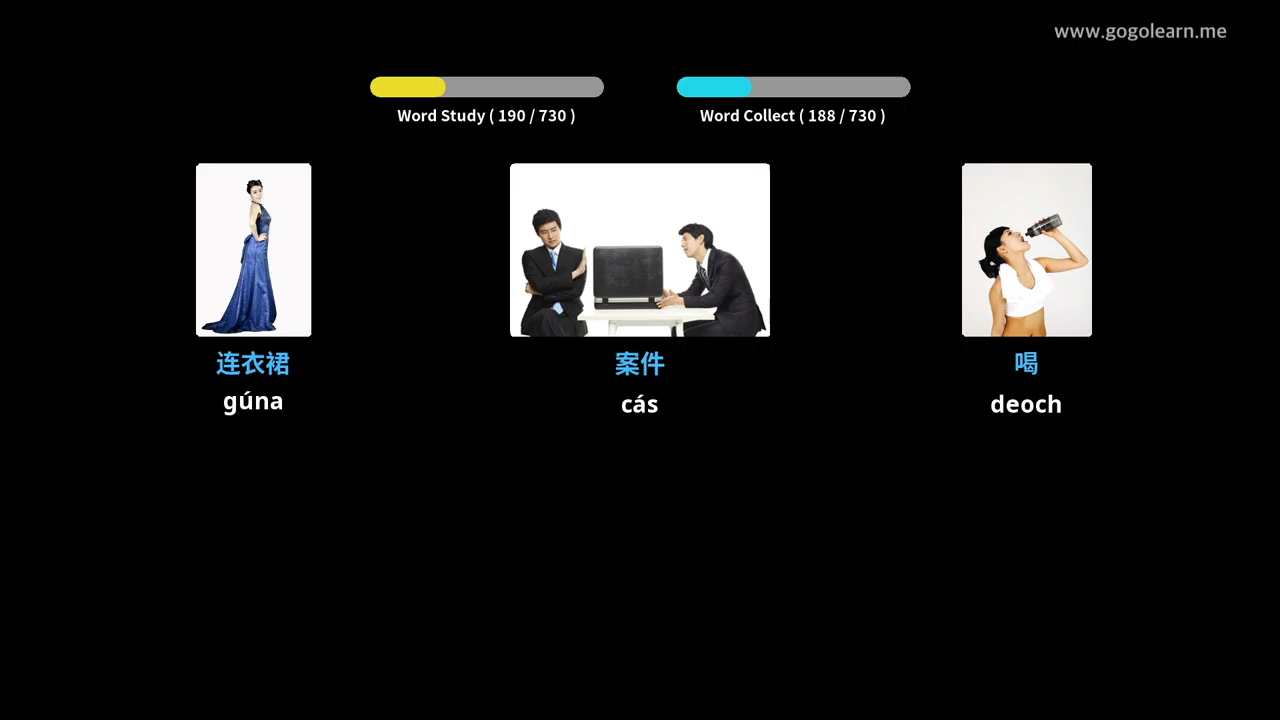 www.gogolearn.me
Word Study ( 190 / 730 )
Word Collect ( 188 / 730 )
连衣裙
案件
喝
gúna
cás
deoch